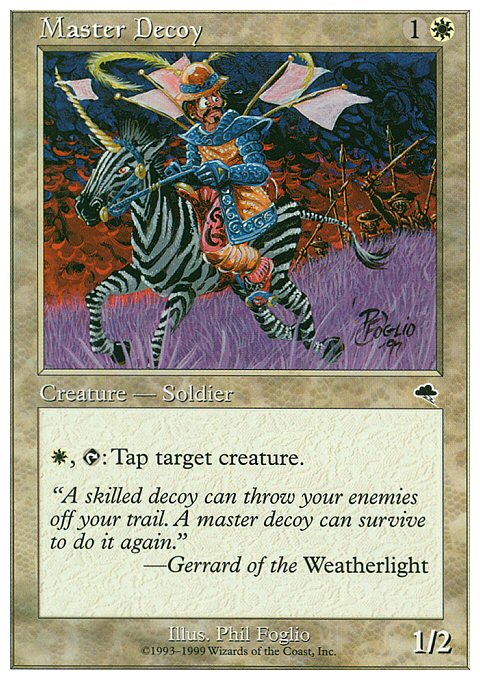 Master Decoy 1
P. FOGLIO
-97
Creature — Soldier
, : Tap target creature.
“A skilled decoy can throw your enemies
off your trail. A master decoy can survive
to do it again.”
—Gerrard of the Weatherlight
Illus. Phil Foglio
©1993–1999 Wizards of the Coast, Inc.
1/2